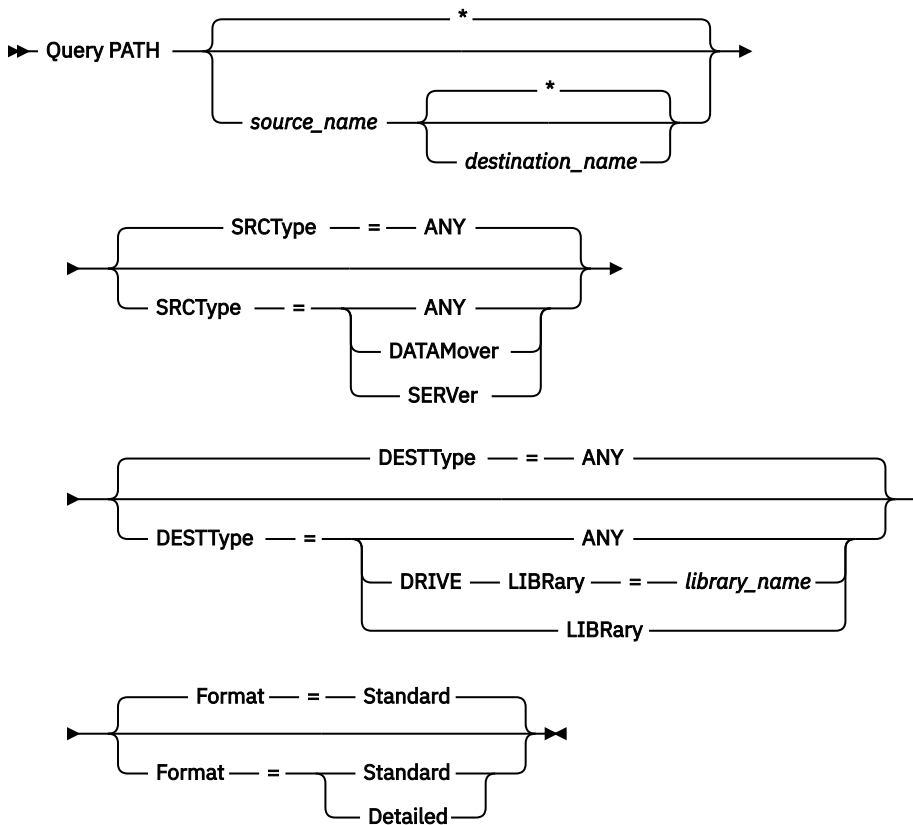 *
Query PATH
*
source_name
destination_name
SRCType = ANY
SRCType = ANY
DATAMover
SERVer
DESTType = ANY
DESTType = ANY
DRIVE LIBRary = library_name
LIBRary
Format = Standard
Format = Standard
Detailed